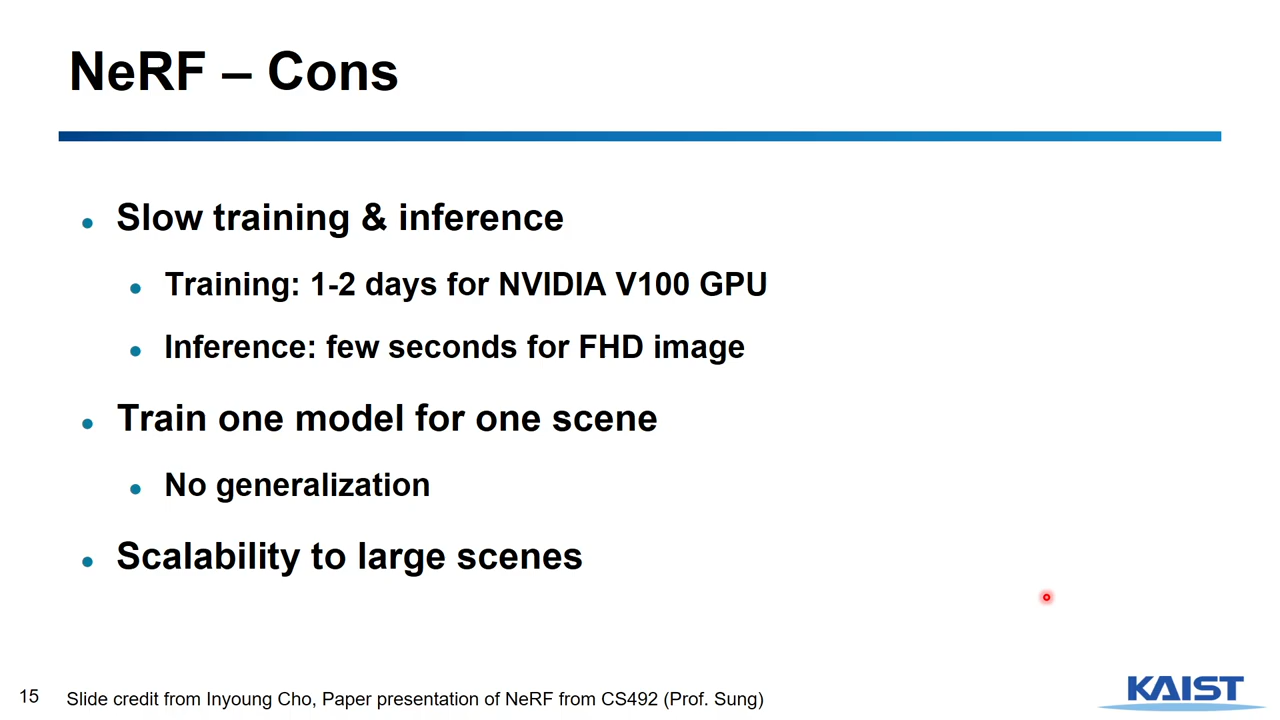 NeRF – Cons
Slow training & inference
Training: 1-2 days for NVIDIA V100 GPU
Inference: few seconds for FHD image
Train one model for one scene
No generalization
Scalability to large scenes
15
Slide credit from Inyoung Cho, Paper presentation of NeRF from CS492 (Prof. Sung)
KAIST